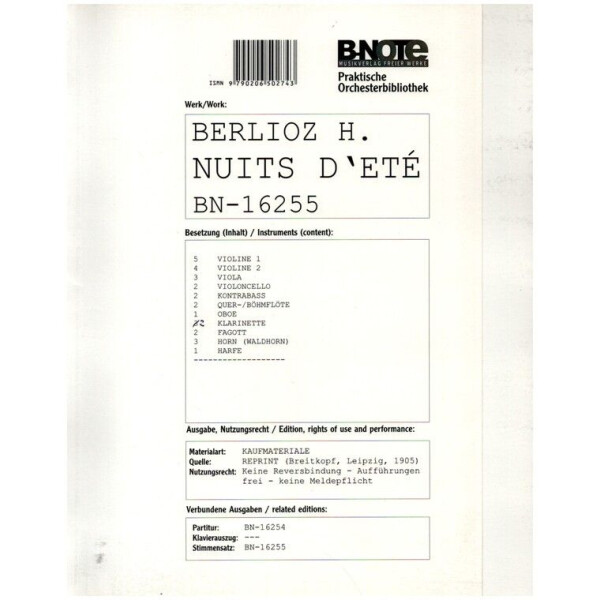 B-NOTE
MUSIKVERLAG FREIER WERKE
Praktische
Orchesterbibliothek
ISMN 9 790206 502743
Werk/Work:
BERLIOZ H.
NUITS D'ETÉ
BN-16255
Besetzung (Inhalt) / Instruments (content):
5 VIOLINE 1
4 VIOLINE 2
3 VIOLA
2 VIOLONCELLO
2 KONTRABASS
2 QUER-/BÖHMFLÖTE
1 OBOE
2 KLARINETTE
2 FAGOTT
3 HORN (WALDHORN)
1 HARFE
-------------------
Ausgabe, Nutzungsrecht / Edition, rights of use and performance:
Materialart: KAUFMATERIALE
Quelle: REPRINT (Breitkopf, Leipzig, 1905)
Nutzungsrecht: Keine Reversbindung - Aufführungen
frei - keine Meldepflicht
Verbundene Ausgaben / related editions:
Partitur: BN-16254
Klavierauszug: ---
Stimmensatz: BN-16255